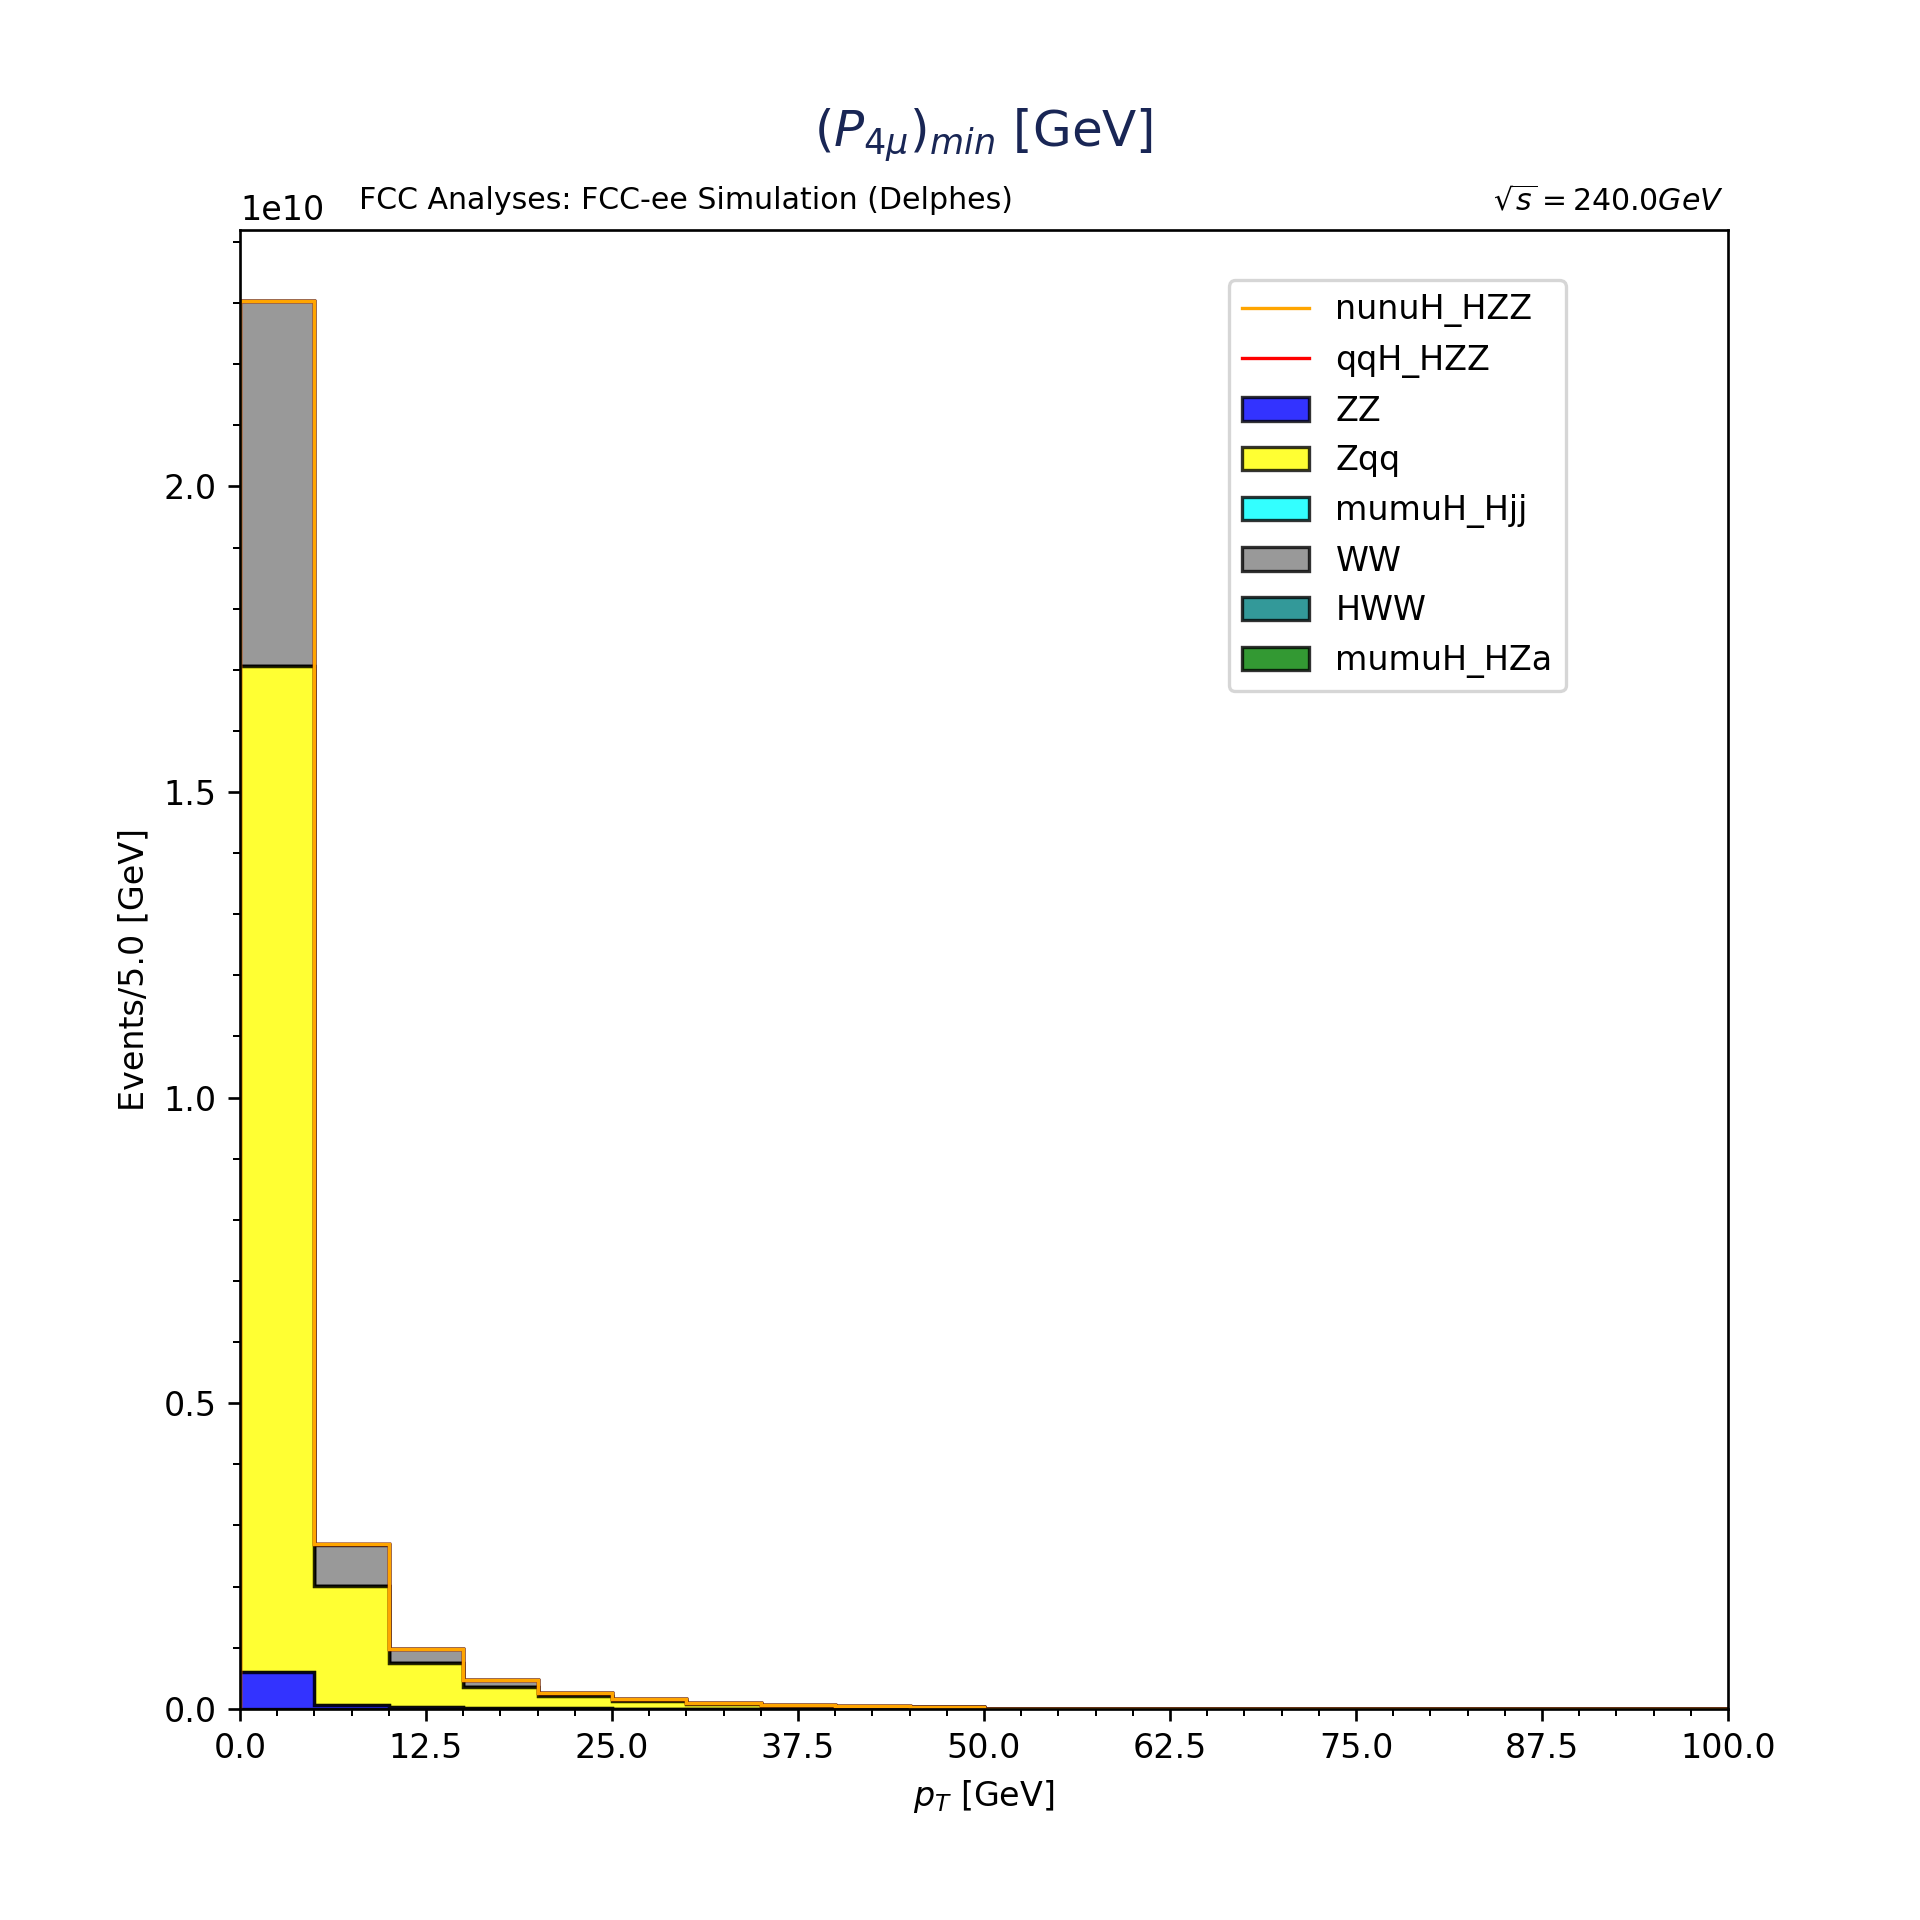 (P4μ)min [GeV]
1e10 FCC Analyses: FCC-ee Simulation (Delphes) √s = 240.0GeV
nunuH_HZZ
qqH_HZZ
ZZ
Zqq
mumuH_Hjj
WW
HWW
mumuH_HZa
2.0
1.5
1.0
0.5
0.0
Events/5.0 [GeV]
0.0 12.5 25.0 37.5 50.0 62.5 75.0 87.5 100.0
pT [GeV]